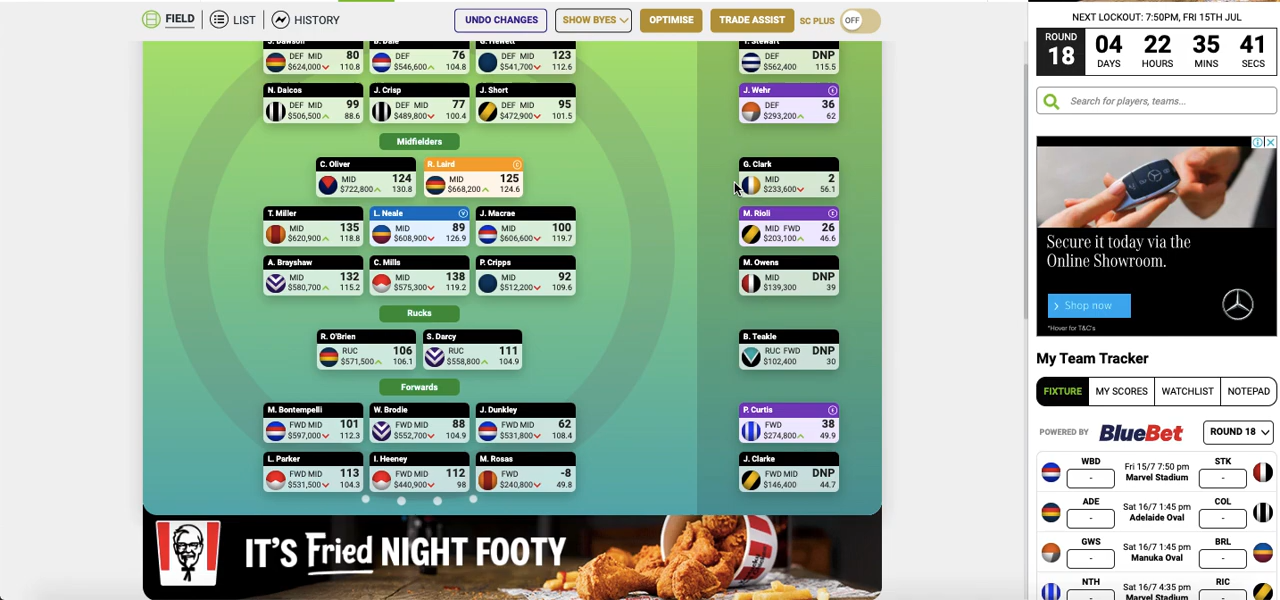 FIELD LIST HISTORY UNDO CHANGES SHOW BYES OPTIMISE TRADE ASSIST SC PLUS OFF
J. Dawson B. Dale G. Hewett T. Stewart
DEF MID 80 DEF 76 DEF MID 123 DEF DNP
$624,000 110.8 $546,600 104.8 $541,700 112.6 $562,400 115.5
N. Daicos J. Crisp J. Short J. Wehr
DEF MID 99 DEF MID 77 DEF MID 95 DEF 36
$506,500 88.6 $489,800 100.4 $472,900 101.5 $293,200 62
Midfielders
C. Oliver R. Laird G. Clark
MID 124 MID 125 MID 2
$722,800 130.8 $668,200 124.6 $233,600 56.1
T. Miller L. Neale J. Macrae M. Rioli
MID 135 MID 89 MID 100 MID FWD 26
$620,900 118.8 $608,900 126.9 $606,600 119.7 $203,100 46.6
A. Brayshaw C. Mills P. Cripps M. Owens
MID 132 MID 138 MID 92 MID DNP
$580,700 115.2 $575,300 119.2 $512,200 109.6 $139,300 39
Rucks
R. O'Brien S. Darcy B. Teakle
RUC 106 RUC 111 RUC FWD DNP
$571,500 106.1 $558,800 104.9 $102,400 30
Forwards
M. Bontempelli W. Brodie J. Dunkley P. Curtis
FWD MID 101 FWD MID 88 FWD MID 62 FWD 38
$597,000 112.3 $552,700 104.9 $531,800 108.4 $274,800 49.9
L. Parker I. Heeney M. Rosas J. Clarke
FWD MID 113 FWD MID 112 FWD -8 FWD MID DNP
$531,500 104.3 $440,900 98 $240,800 49.8 $146,400 44.7
KFC
IT'S Fried NIGHT FOOTY
NEXT LOCKOUT: 7:50PM, FRI 15TH JUL
ROUND 18 04 22 35 41
DAYS HOURS MINS SECS
Search for players, teams...
Secure it today via the
Online Showroom.
Shop now
*Hover for T&C's
My Team Tracker
FIXTURE MY SCORES WATCHLIST NOTEPAD
POWERED BY BlueBet ROUND 18
WBD Fri 15/7 7:50 pm STK
- Marvel Stadium -
ADE Sat 16/7 1:45 pm COL
- Adelaide Oval -
GWS Sat 16/7 1:45 pm BRL
- Manuka Oval -
NTH Sat 16/7 4:35 pm RIC
Marvel Stadium